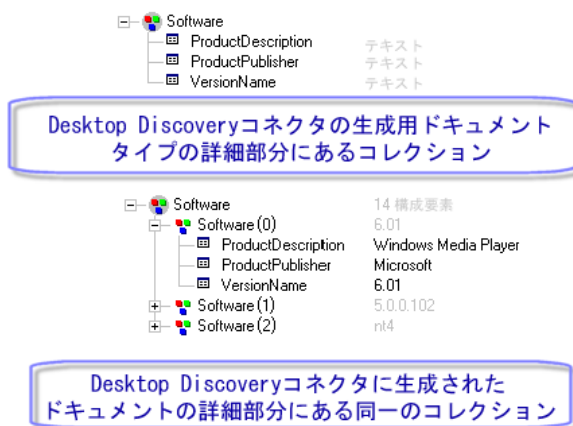 Software
ProductDescription テキスト
ProductPublisher テキスト
VersionName テキスト
Desktop Discoveryコネクタの生成用ドキュメント
タイプの詳細部分にあるコレクション
Software 14 構成要素
Software(0) 6.01
ProductDescription Windows Media Player
ProductPublisher Microsoft
VersionName 6.01
Software(1) 5.0.0.102
Software(2) nt4
Desktop Discoveryコネクタに生成された
ドキュメントの詳細部分にある同一のコレクション